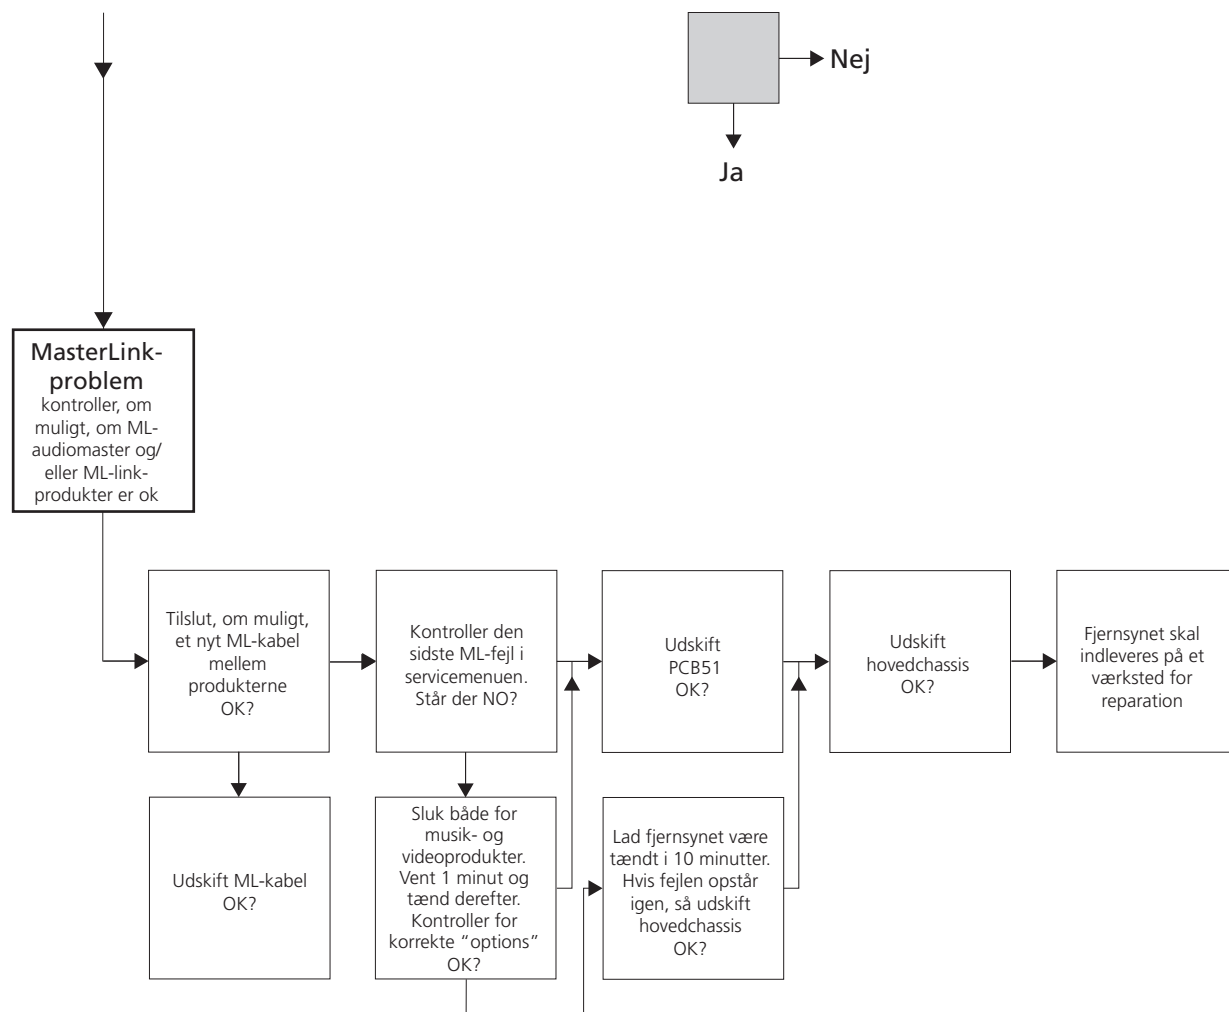 Nej
Ja
MasterLink-
problem
kontroller, om
muligt, om ML-
audiomaster og/
eller ML-link-
produkter er ok
Tilslut, om muligt,
et nyt ML-kabel
mellem
produkterne
OK?
Kontroller den
sidste ML-fejl i
servicemenuen.
Står der NO?
Udskift
PCB51
OK?
Udskift
hovedchassis
OK?
Fjernsynet skal
indleveres på et
værksted for
reparation
Udskift ML-kabel
OK?
Sluk både for
musik- og
videoprodukter.
Vent 1 minut og
tænd derefter.
Kontroller for
korrekte “options”
OK?
Lad fjernsynet være
tændt i 10 minutter.
Hvis fejlen opstår
igen, så udskift
hovedchassis
OK?